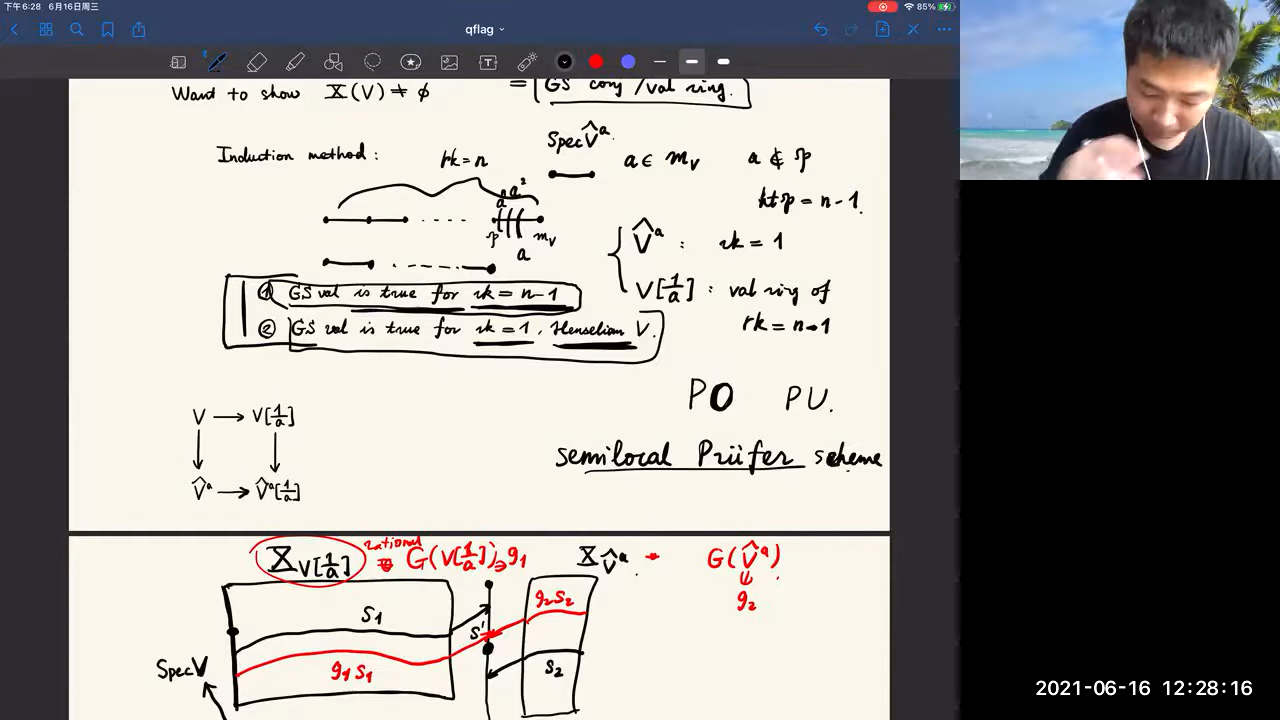 下午6:28 6月16日周三
85%
qflag
Want to show 𝕏(V) ≠ ϕ
= GS conj / val ring.
Spec V̂ᵃ.
Induction method: rk = n
a ∈ m_V a ∉ p
ht p = n-1.
a a²
p m_V
a
V̂ᵃ : rk = 1
V[1/a] : val ring of
rk = n-1
① GS val is true for rk = n-1
② GS val is true for rk = 1, Henselian V.
PO PU.
semilocal Prüfer scheme
V → V[1/a]
V̂ᵃ → V̂ᵃ[1/a]
𝕏_V[1/a] rational G(V[1/a]) ∋ g₁ 𝕏_V̂ᵃ G(V̂ᵃ)
g₂
S₁ g₂S₂
S'
Spec V g₁S₁ S₂
2021-06-16 12:28:16